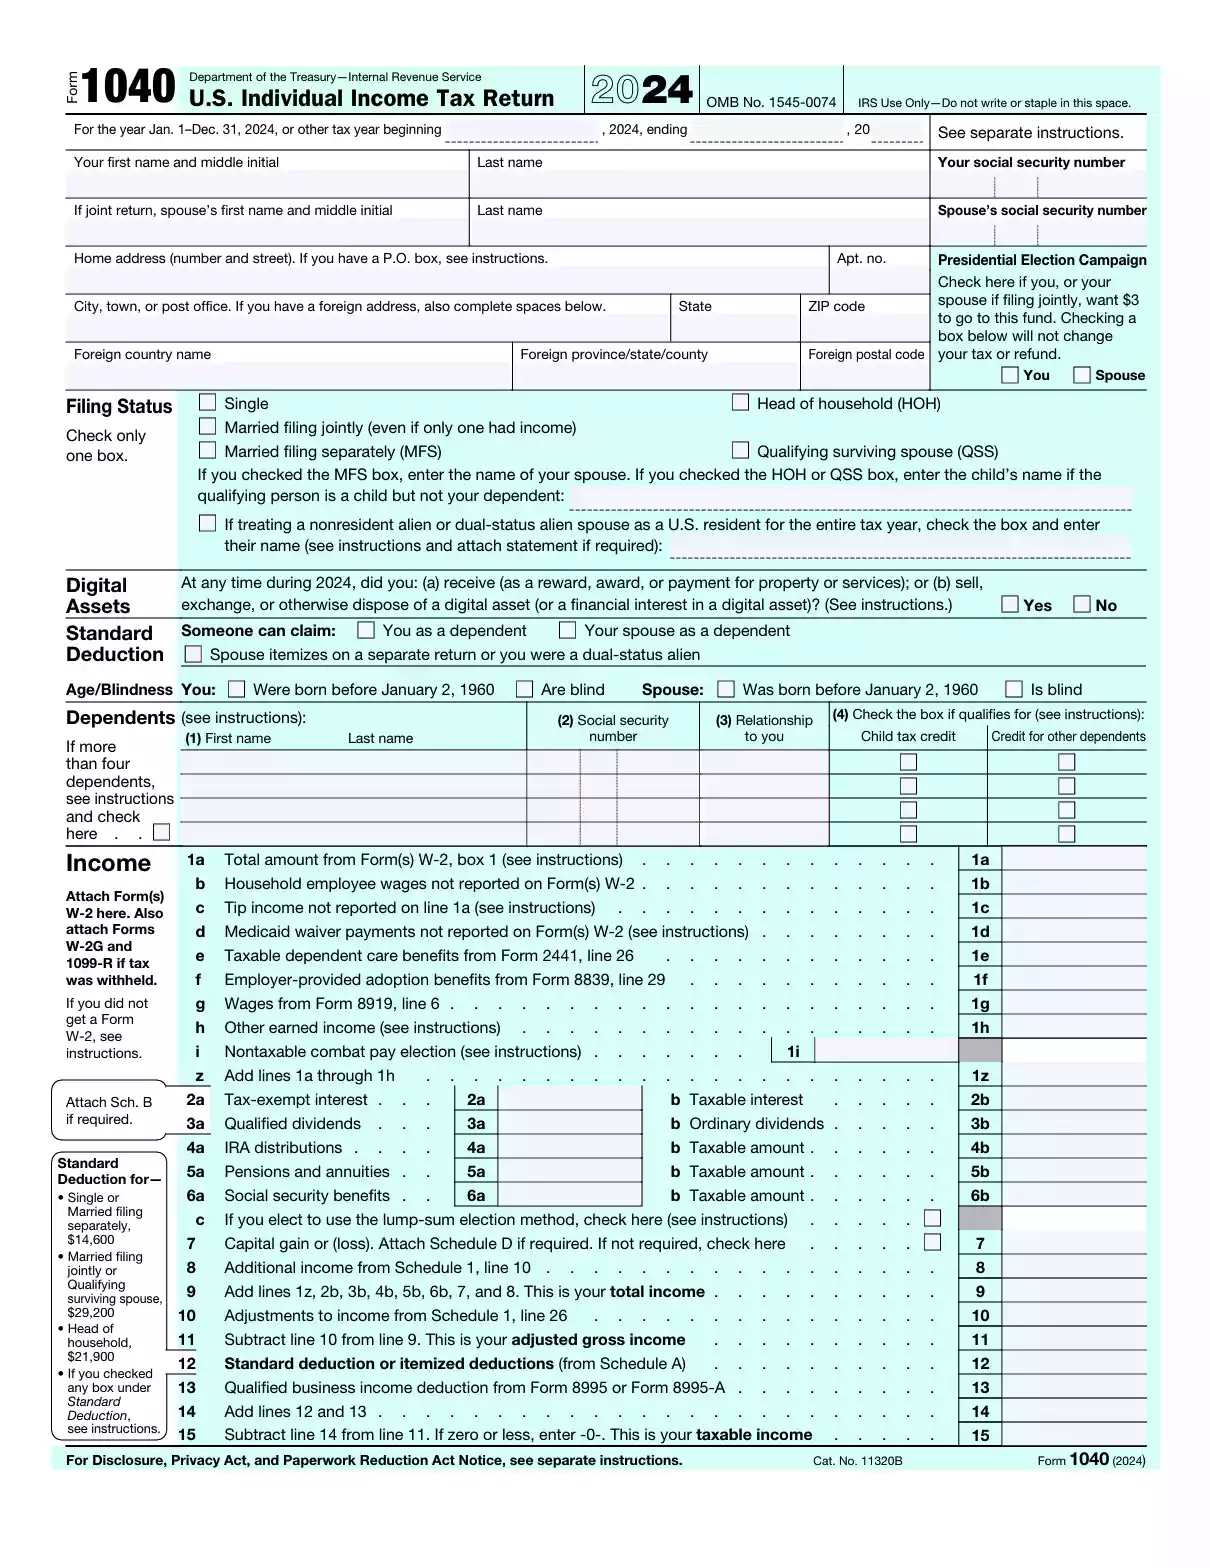 Form 1040 Department of the Treasury—Internal Revenue Service
U.S. Individual Income Tax Return 2024 OMB No. 1545-0074 IRS Use Only—Do not write or staple in this space.
For the year Jan. 1–Dec. 31, 2024, or other tax year beginning , 2024, ending , 20 See separate instructions.
Your first name and middle initial Last name Your social security number
If joint return, spouse's first name and middle initial Last name Spouse's social security number
Home address (number and street). If you have a P.O. box, see instructions. Apt. no.
City, town, or post office. If you have a foreign address, also complete spaces below. State ZIP code
Foreign country name Foreign province/state/county Foreign postal code
Presidential Election Campaign
Check here if you, or your
spouse if filing jointly, want $3
to go to this fund. Checking a
box below will not change
your tax or refund.
You Spouse
Filing Status
Check only
one box.
Single Head of household (HOH)
Married filing jointly (even if only one had income)
Married filing separately (MFS) Qualifying surviving spouse (QSS)
If you checked the MFS box, enter the name of your spouse. If you checked the HOH or QSS box, enter the child's name if the
qualifying person is a child but not your dependent:
If treating a nonresident alien or dual-status alien spouse as a U.S. resident for the entire tax year, check the box and enter
their name (see instructions and attach statement if required):
Digital
Assets
At any time during 2024, did you: (a) receive (as a reward, award, or payment for property or services); or (b) sell,
exchange, or otherwise dispose of a digital asset (or a financial interest in a digital asset)? (See instructions.) Yes No
Standard
Deduction
Someone can claim: You as a dependent Your spouse as a dependent
Spouse itemizes on a separate return or you were a dual-status alien
Age/Blindness You: Were born before January 2, 1960 Are blind Spouse: Was born before January 2, 1960 Is blind
Dependents (see instructions):
(1) First name Last name
(2) Social security
number
(3) Relationship
to you
(4) Check the box if qualifies for (see instructions):
Child tax credit Credit for other dependents
If more
than four
dependents,
see instructions
and check
here . .
Income
Attach Form(s)
W-2 here. Also
attach Forms
W-2G and
1099-R if tax
was withheld.
If you did not
get a Form
W-2, see
instructions.
1a Total amount from Form(s) W-2, box 1 (see instructions) . . . . . . . . . . . . . 1a
b Household employee wages not reported on Form(s) W-2 . . . . . . . . . . . . . 1b
c Tip income not reported on line 1a (see instructions) . . . . . . . . . . . . . . 1c
d Medicaid waiver payments not reported on Form(s) W-2 (see instructions) . . . . . . . . 1d
e Taxable dependent care benefits from Form 2441, line 26 . . . . . . . . . . . . 1e
f Employer-provided adoption benefits from Form 8839, line 29 . . . . . . . . . . . 1f
g Wages from Form 8919, line 6 . . . . . . . . . . . . . . . . . . . . . 1g
h Other earned income (see instructions) . . . . . . . . . . . . . . . . . . 1h
i Nontaxable combat pay election (see instructions) . . . . . . . 1i
z Add lines 1a through 1h . . . . . . . . . . . . . . . . . . . . . . 1z
Attach Sch. B
if required.
2a Tax-exempt interest . . . 2a b Taxable interest . . . . . 2b
3a Qualified dividends . . . 3a b Ordinary dividends . . . . . 3b
4a IRA distributions . . . . 4a b Taxable amount . . . . . . 4b
5a Pensions and annuities . . 5a b Taxable amount . . . . . . 5b
6a Social security benefits . . 6a b Taxable amount . . . . . . 6b
c If you elect to use the lump-sum election method, check here (see instructions) . . . . .
7 Capital gain or (loss). Attach Schedule D if required. If not required, check here . . . . . 7
8 Additional income from Schedule 1, line 10 . . . . . . . . . . . . . . . . . 8
9 Add lines 1z, 2b, 3b, 4b, 5b, 6b, 7, and 8. This is your total income . . . . . . . . . . 9
10 Adjustments to income from Schedule 1, line 26 . . . . . . . . . . . . . . . 10
11 Subtract line 10 from line 9. This is your adjusted gross income . . . . . . . . . . 11
12 Standard deduction or itemized deductions (from Schedule A) . . . . . . . . . . 12
13 Qualified business income deduction from Form 8995 or Form 8995-A . . . . . . . . . 13
14 Add lines 12 and 13 . . . . . . . . . . . . . . . . . . . . . . . . 14
15 Subtract line 14 from line 11. If zero or less, enter -0-. This is your taxable income . . . . . 15
Standard
Deduction for—
• Single or
Married filing
separately,
$14,600
• Married filing
jointly or
Qualifying
surviving spouse,
$29,200
• Head of
household,
$21,900
• If you checked
any box under
Standard
Deduction,
see instructions.
For Disclosure, Privacy Act, and Paperwork Reduction Act Notice, see separate instructions. Cat. No. 11320B Form 1040 (2024)